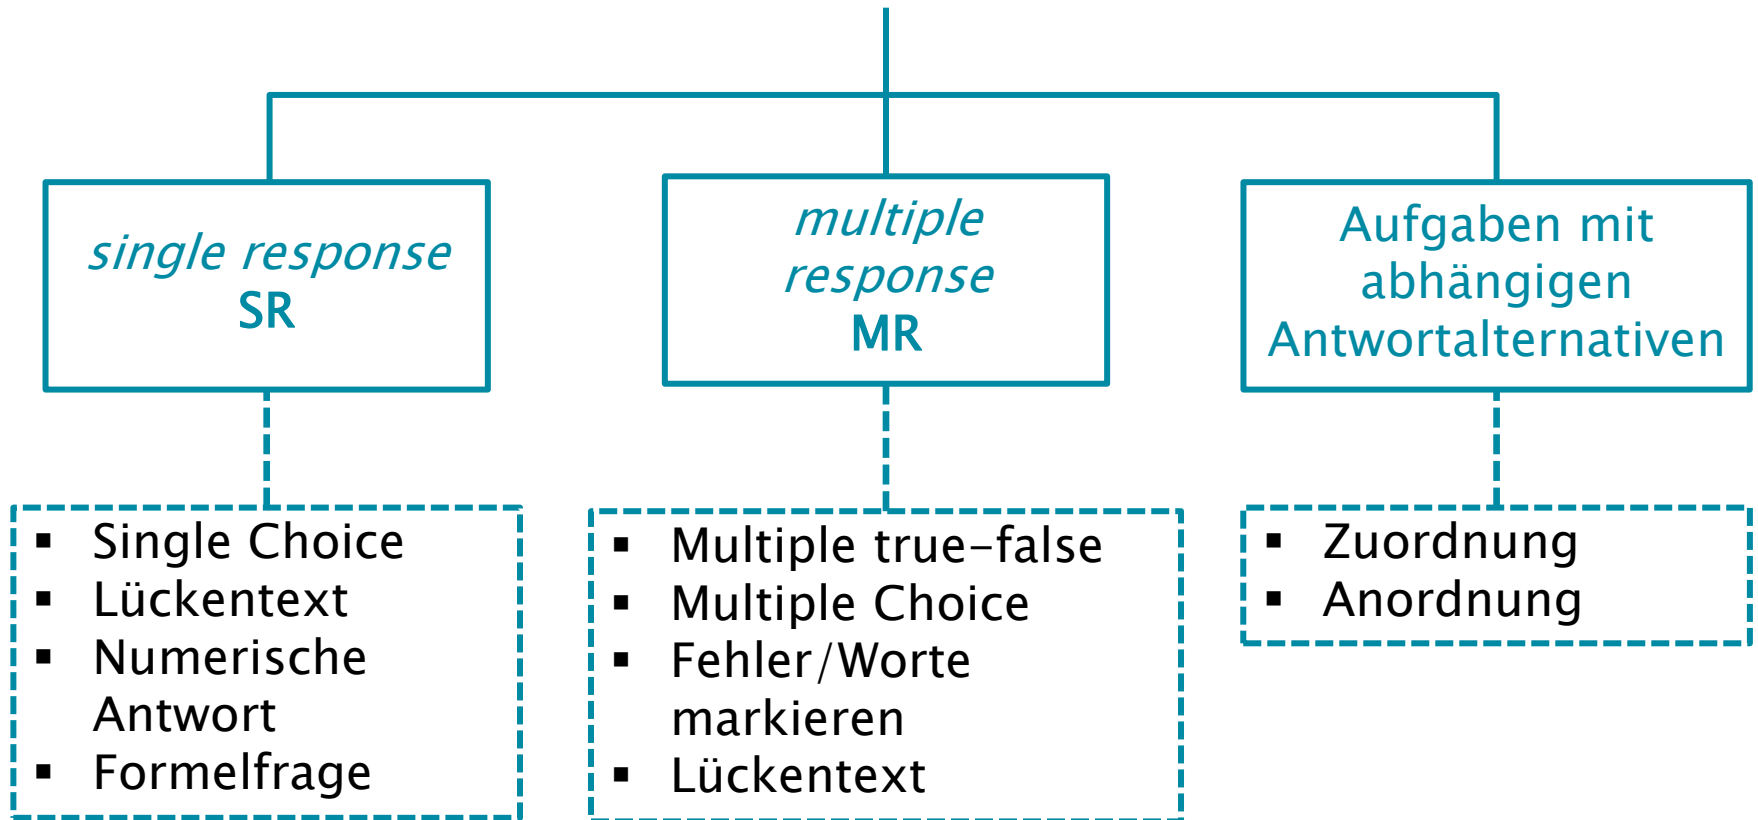 single response
SR
multiple
response
MR
Aufgaben mit
abhängigen
Antwortalternativen
▪ Single Choice
▪ Lückentext
▪ Numerische
Antwort
▪ Formelfrage
▪ Multiple true-false
▪ Multiple Choice
▪ Fehler/Worte
markieren
▪ Lückentext
▪ Zuordnung
▪ Anordnung